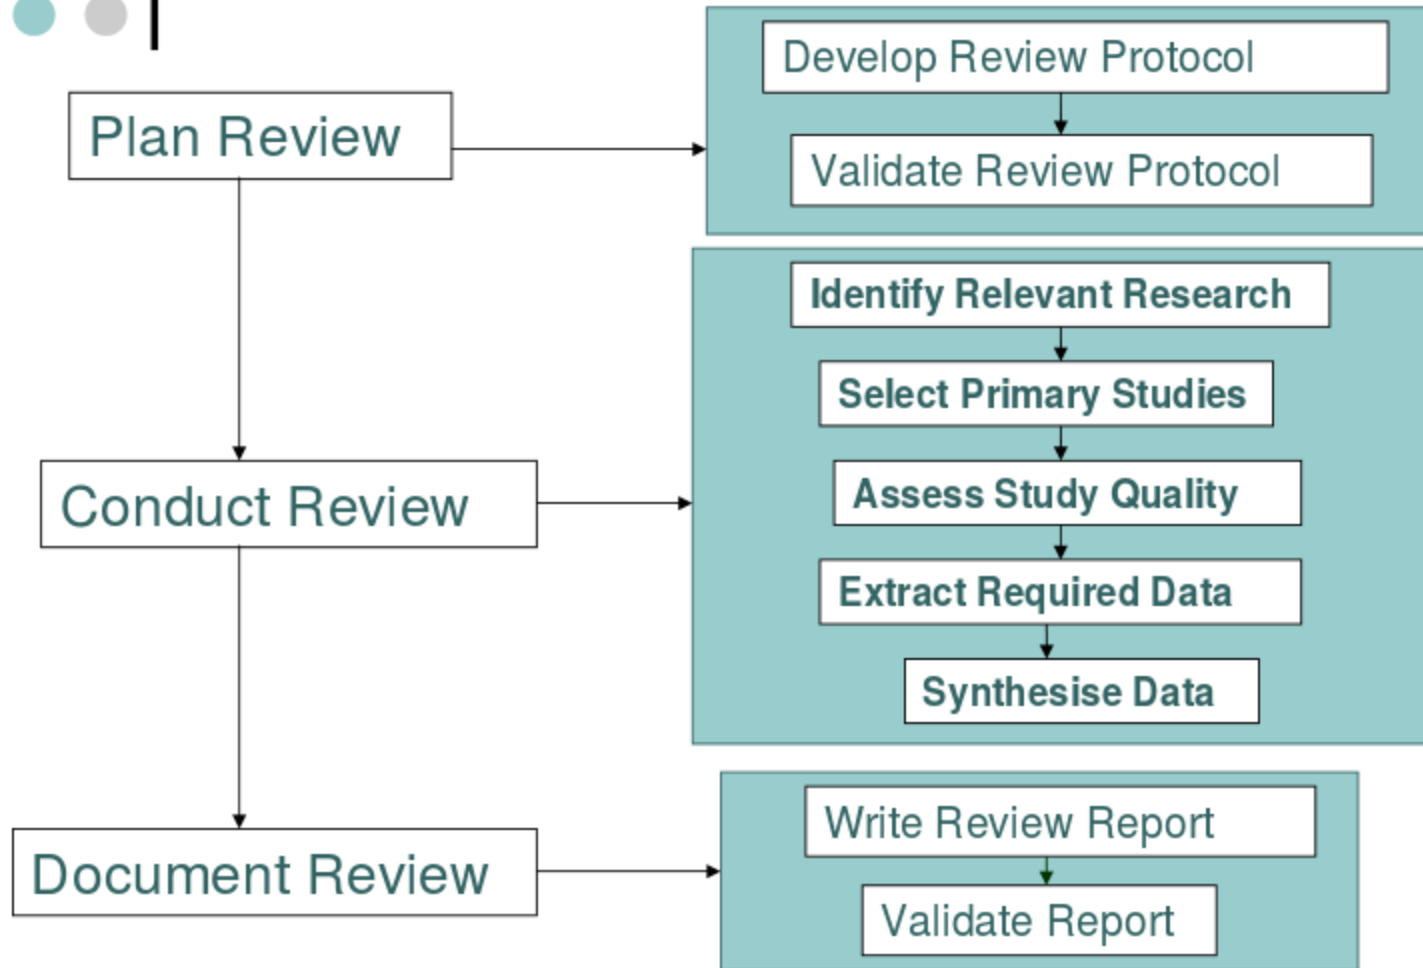 Plan Review
Develop Review Protocol
Validate Review Protocol
Conduct Review
Identify Relevant Research
Select Primary Studies
Assess Study Quality
Extract Required Data
Synthesise Data
Document Review
Write Review Report
Validate Report